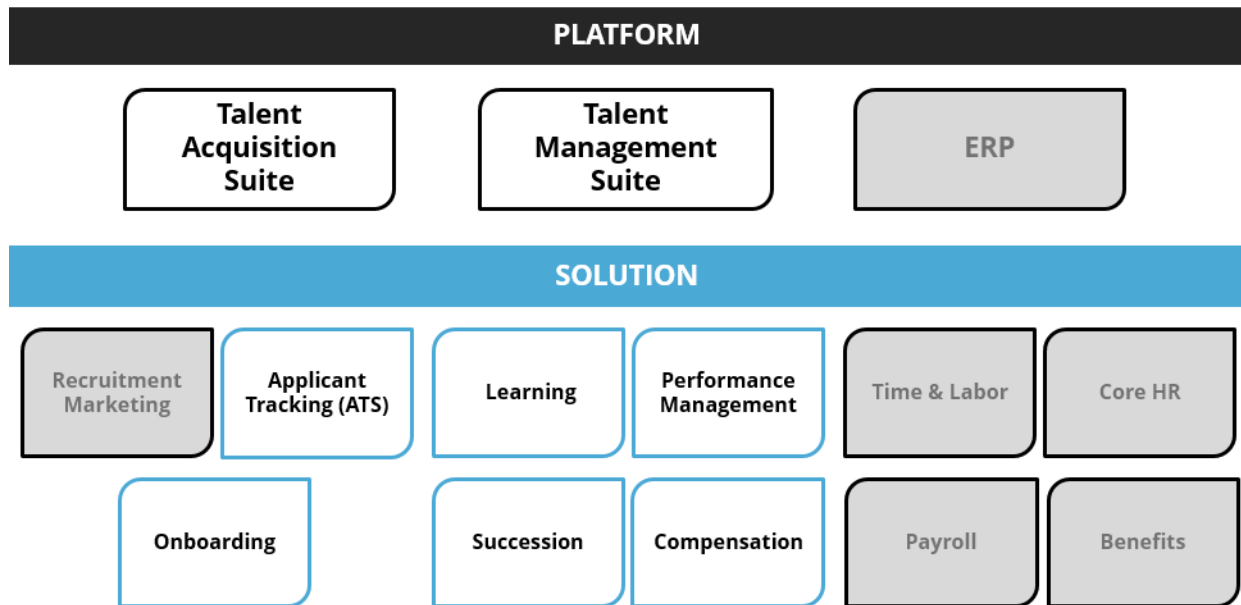 PLATFORM
Talent
Acquisition
Suite
Talent
Management
Suite
ERP
SOLUTION
Recruitment
Marketing
Applicant
Tracking (ATS)
Learning
Performance
Management
Time & Labor
Core HR
Onboarding
Succession
Compensation
Payroll
Benefits